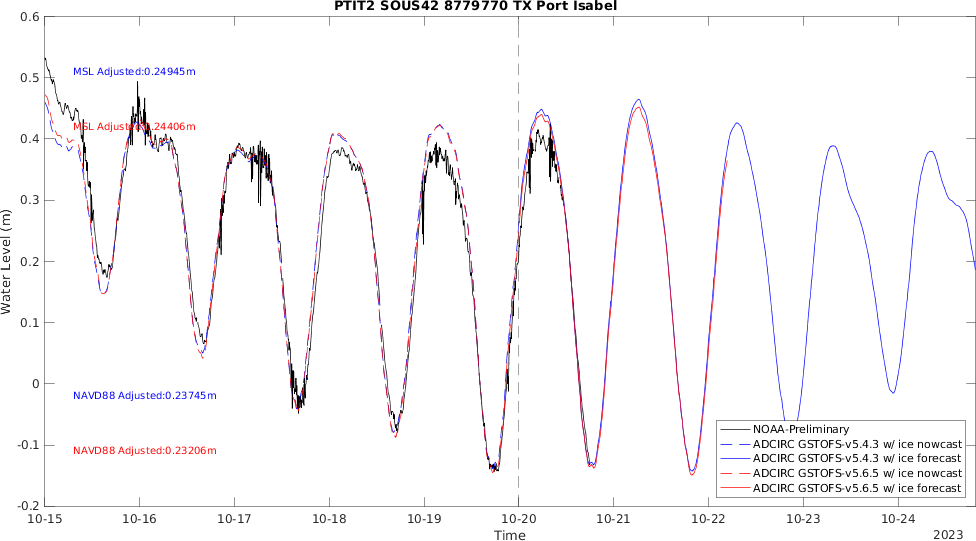 PTIT2 SOUS42 8779770 TX Port Isabel
0.6
0.5
0.4
0.3
0.2
0.1
0
-0.1
-0.2
Water Level (m)
MSL Adjusted:0.24945m
MSL Adjusted:0.24406m
NAVD88 Adjusted:0.23745m
NAVD88 Adjusted:0.23206m
NOAA-Preliminary
ADCIRC GSTOFS-v5.4.3 w/ ice nowcast
ADCIRC GSTOFS-v5.4.3 w/ ice forecast
ADCIRC GSTOFS-v5.6.5 w/ ice nowcast
ADCIRC GSTOFS-v5.6.5 w/ ice forecast
10-15 10-16 10-17 10-18 10-19 10-20 10-21 10-22 10-23 10-24
Time
2023